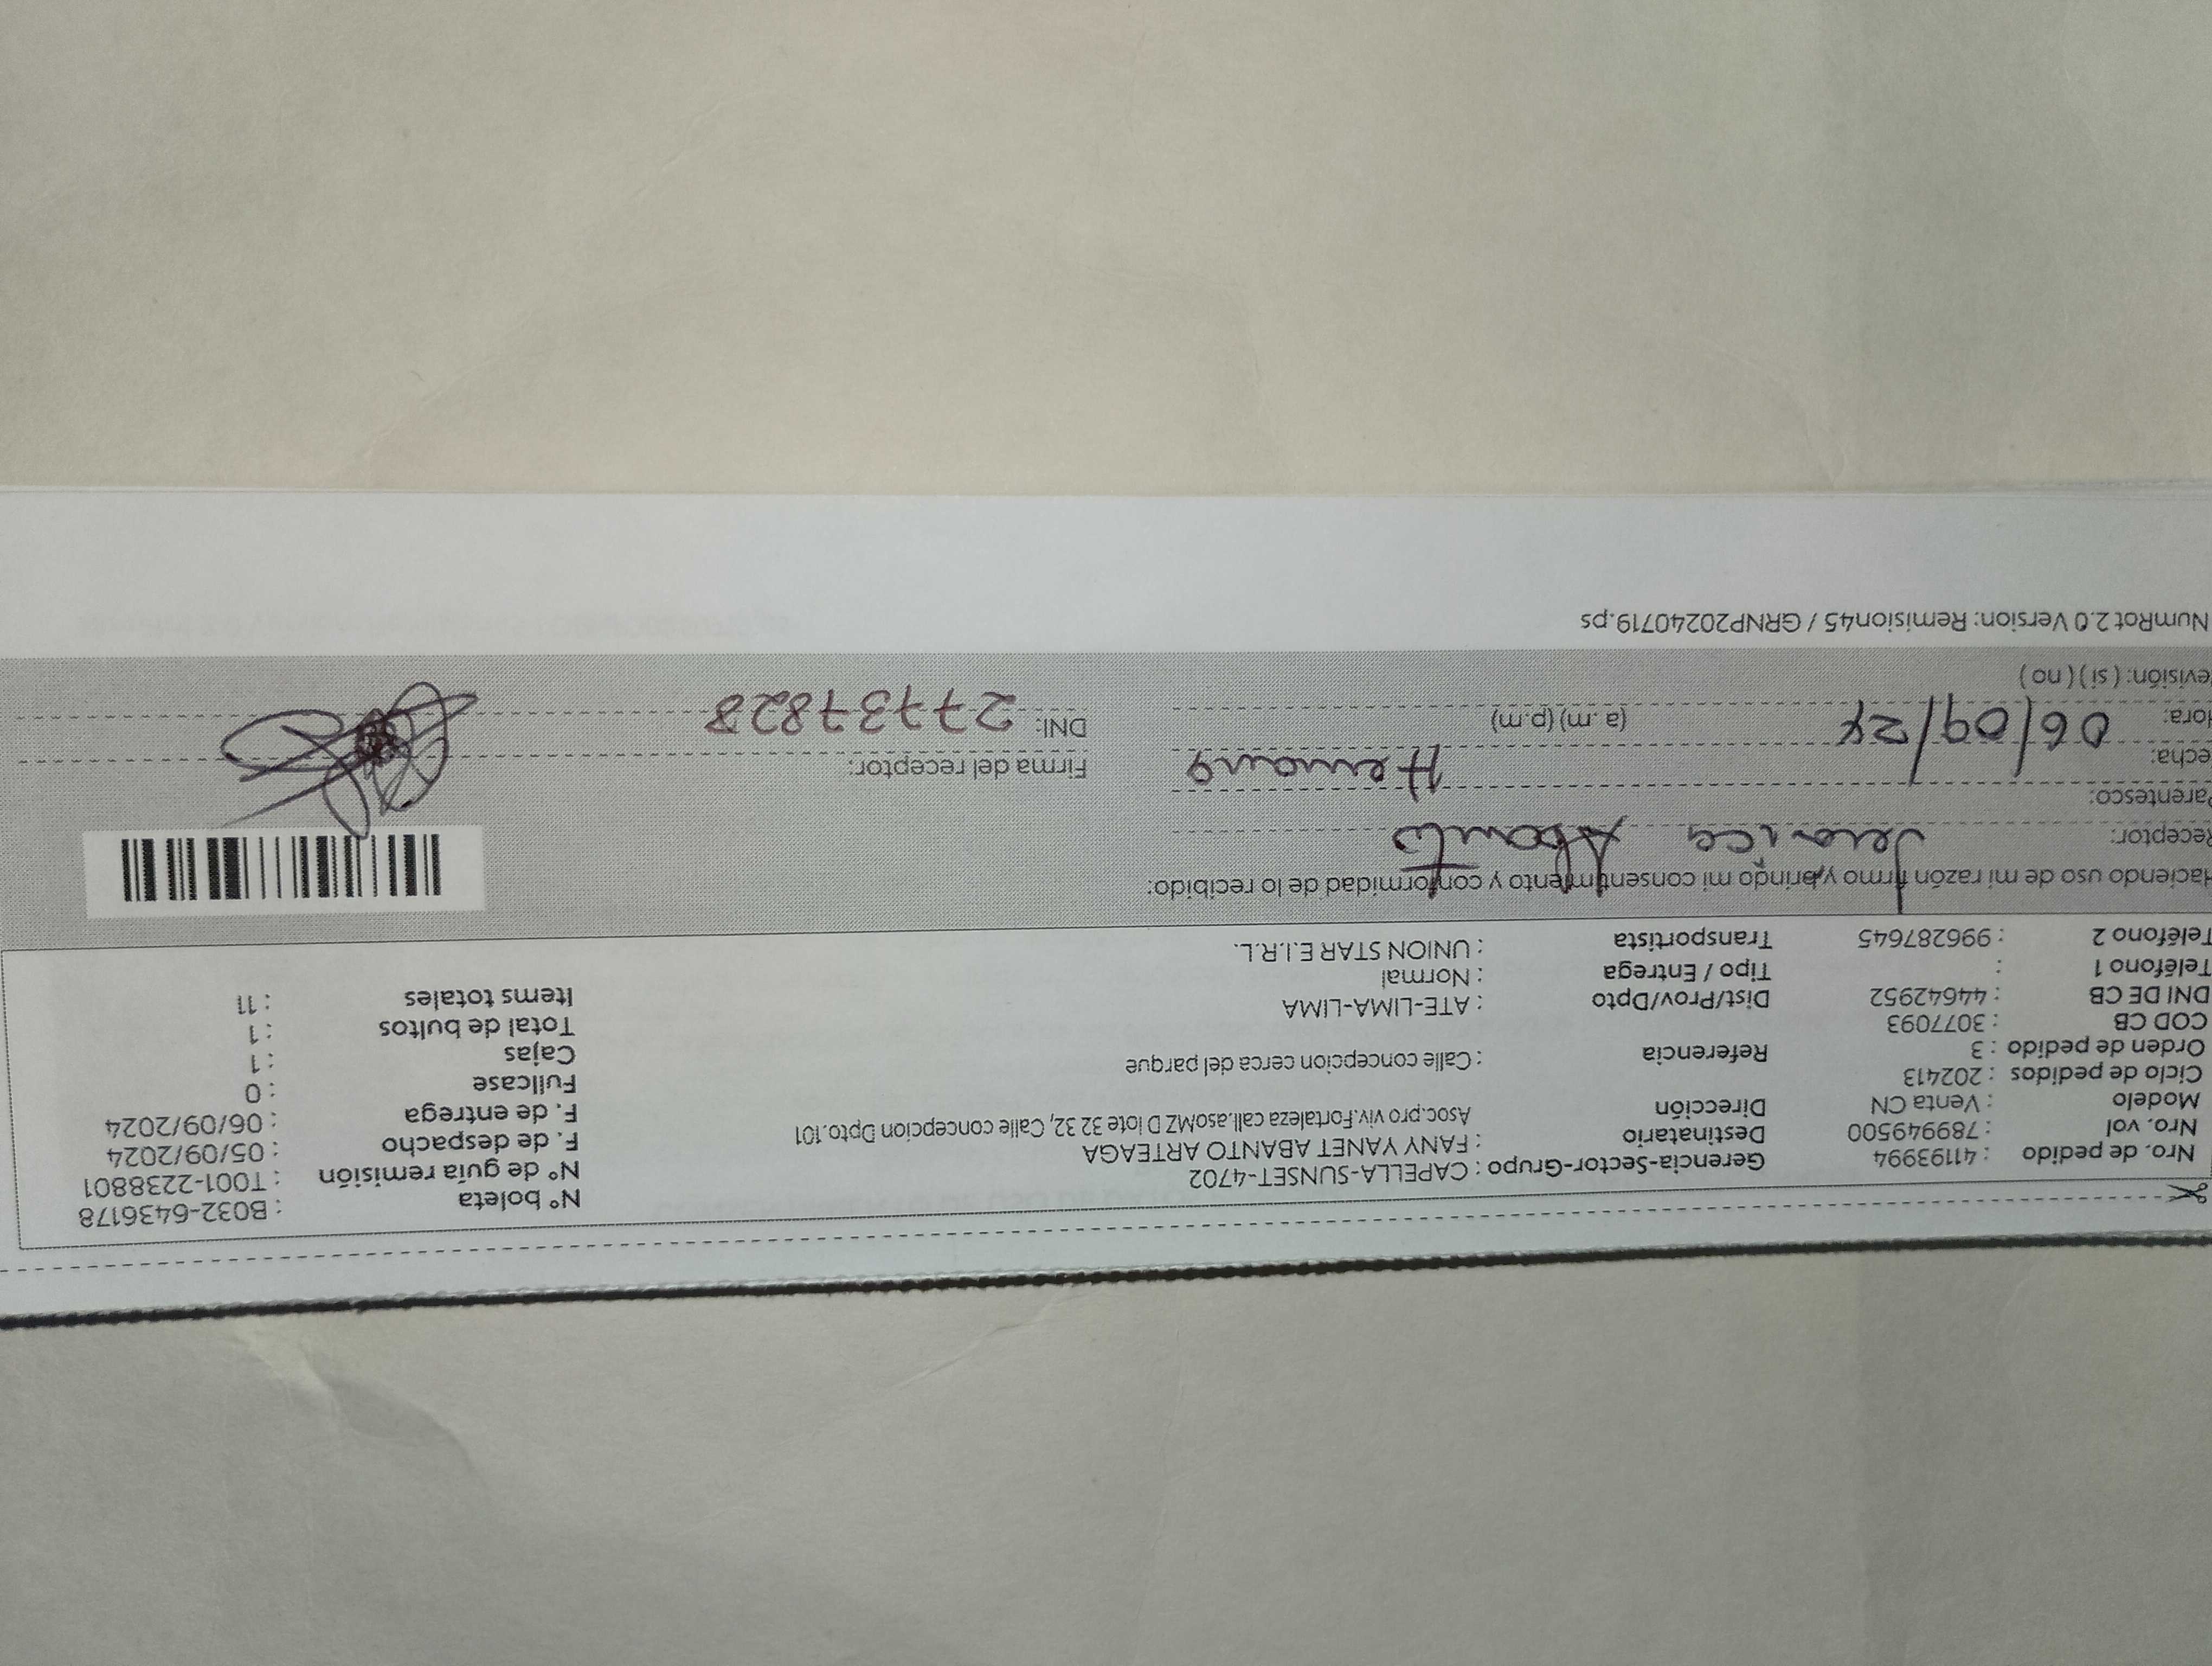 Nro. de pedido : 41193994 Gerencia-Sector-Grupo : CAPELLA-SUNSET-4702 N° boleta : B032-6436178
Nro. vol : 789949500 Destinatario : FANY YANET ABANTO ARTEAGA N° de guía remisión : T001-2238801
Modelo : Venta CN Dirección Asoc.pro.viv.Fortaleza call.asoMZ D lote 32 32, Calle concepcion Dpto.101 F. de despacho : 05/09/2024
Ciclo de pedidos : 202413 F. de entrega : 06/09/2024
Orden de pedido : 3 Referencia : Calle concepcion cerca del parque Fullcase : 0
COD CB : 3077093 Cajas : 1
DNI DE CB : 44642952 Dist/Prov/Dpto : ATE-LIMA-LIMA Total de bultos : 1
Teléfono 1 : Tipo / Entrega : Normal Items totales : 11
Teléfono 2 : 996287645 Transportista : UNION STAR E.I.R.L.
Haciendo uso de mi razón firmo y brindo mi consentimiento y conformidad de lo recibido:
Receptor: Abanto
Parentesco: Hermana
echa: 06/09/24 Firma del receptor:
Hora: (a.m) (p.m) DNI: 27737828
evisión: ( si ) ( no )
NumRot 2.0 Version: Remision45 / GRNP20240719.ps